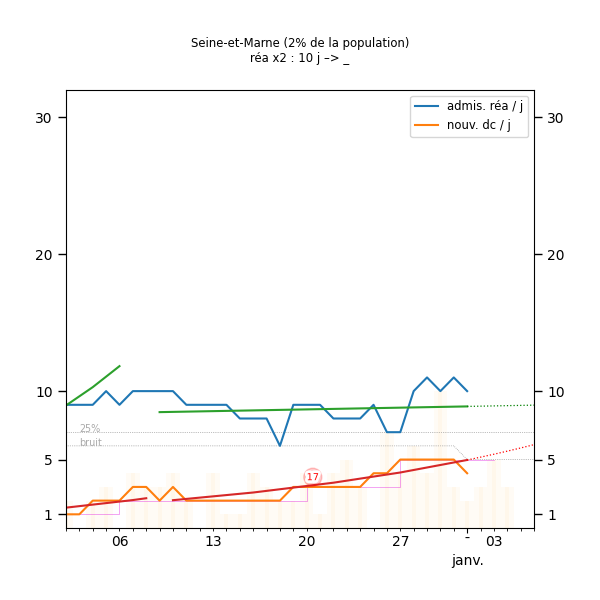 Seine-et-Marne (2% de la population)
réa x2 : 10 j –> _
admis. réa / j
nouv. dc / j
30 30
20 20
10 10
25%
bruit
5 5
17
1 1
06 13 20 27 - 03
janv.